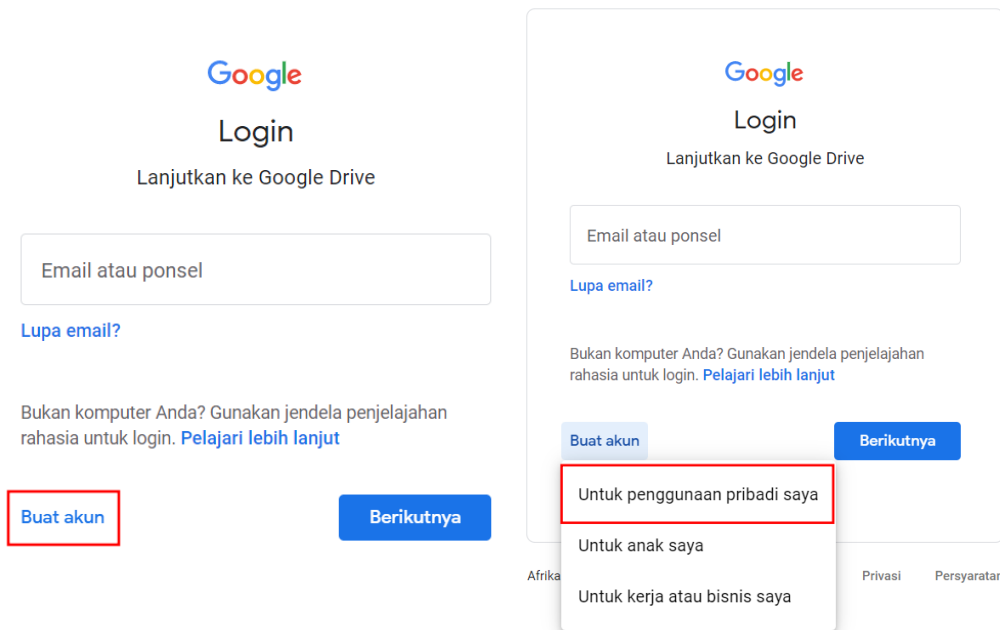 Google
Login
Lanjutkan ke Google Drive
Email atau ponsel
Lupa email?
Bukan komputer Anda? Gunakan jendela penjelajahan
rahasia untuk login. Pelajari lebih lanjut
Buat akun
Berikutnya
Google
Login
Lanjutkan ke Google Drive
Email atau ponsel
Lupa email?
Bukan komputer Anda? Gunakan jendela penjelajahan
rahasia untuk login. Pelajari lebih lanjut
Buat akun
Berikutnya
Untuk penggunaan pribadi saya
Untuk anak saya
Afrika
Privasi
Persyaratan
Untuk kerja atau bisnis saya